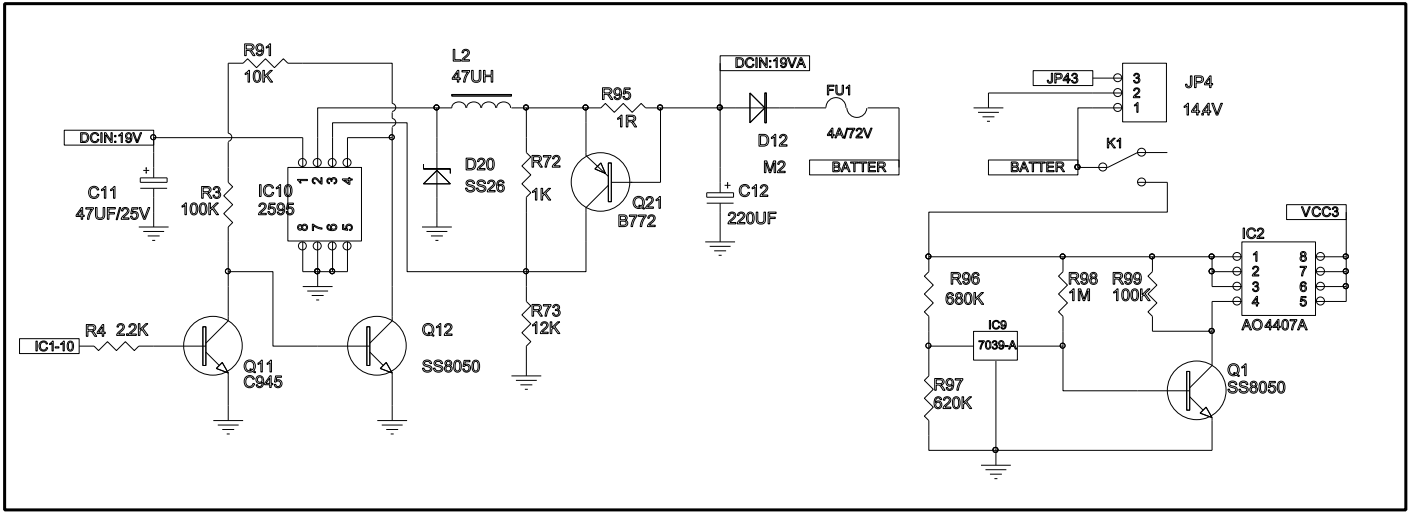 R91
10K
L2
47UH
DCIN:19VA
R95
1R
FU1
4A/72V
D12
M2
BATTER
DCIN:19V
+
C11
47UF/25V
R3
100K
IC10
2595
1 2 3 4
8 7 6 5
D20
SS26
R72
1K
Q21
B772
+
C12
220UF
R73
12K
IC1-10
R4 2.2K
Q11
C945
Q12
SS8050
JP43
3
2
1
JP4
14.4V
K1
BATTER
VCC3
IC2
1 8
2 7
3 6
4 5
AO4407A
R96
680K
R98
1M
R99
100K
IC9
7039-A
R97
620K
Q1
SS8050